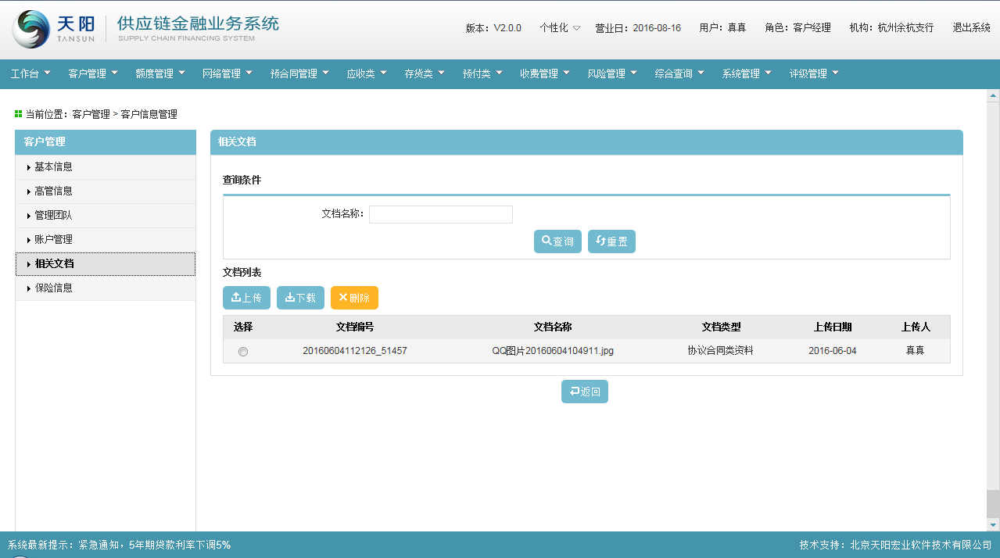 天阳 TANSUN 供应链金融业务系统 SUPPLY CHAIN FINANCING SYSTEM
版本：V2.0.0 个性化 营业日：2016-08-16 用户：真真 角色：客户经理 机构：杭州余杭支行 退出系统
工作台 客户管理 额度管理 网络管理 预合同管理 应收类 存货类 预付类 收费管理 风险管理 综合查询 系统管理 评级管理
当前位置：客户管理 > 客户信息管理
客户管理
基本信息
高管信息
管理团队
账户管理
相关文档
保险信息
相关文档
查询条件
文档名称：
查询 重置
文档列表
上传 下载 删除
选择 文档编号 文档名称 文档类型 上传日期 上传人
20160604112126_51457 QQ图片20160604104911.jpg 协议合同类资料 2016-06-04 真真
返回
系统最新提示：紧急通知，5年期贷款利率下调5% 技术支持：北京天阳宏业软件技术有限公司